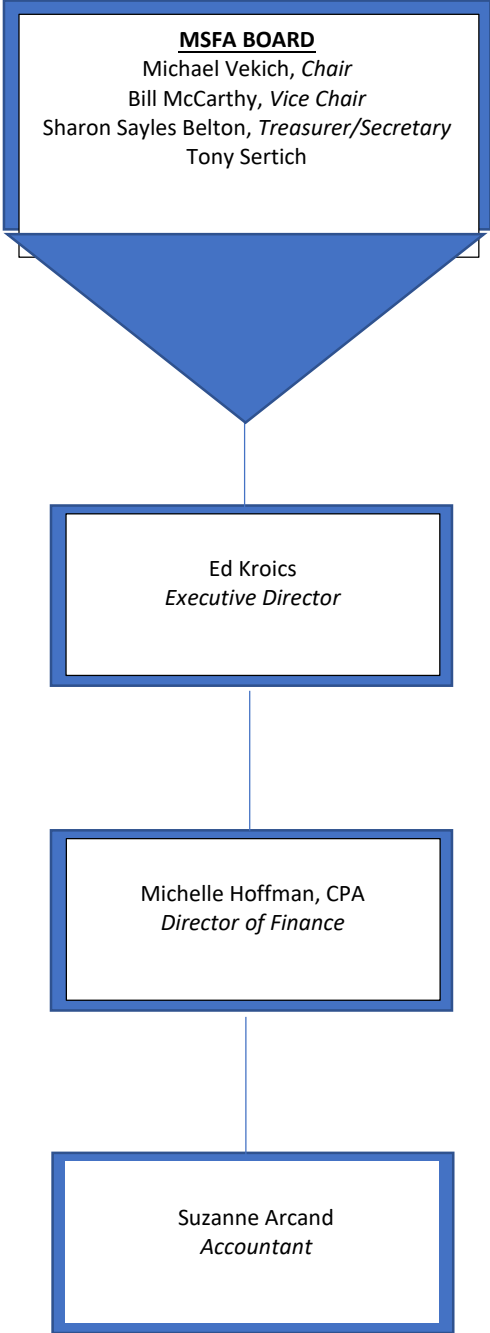 MSFA BOARD
Michael Vekich, Chair
Bill McCarthy, Vice Chair
Sharon Sayles Belton, Treasurer/Secretary
Tony Sertich
Ed Kroics
Executive Director
Michelle Hoffman, CPA
Director of Finance
Suzanne Arcand
Accountant